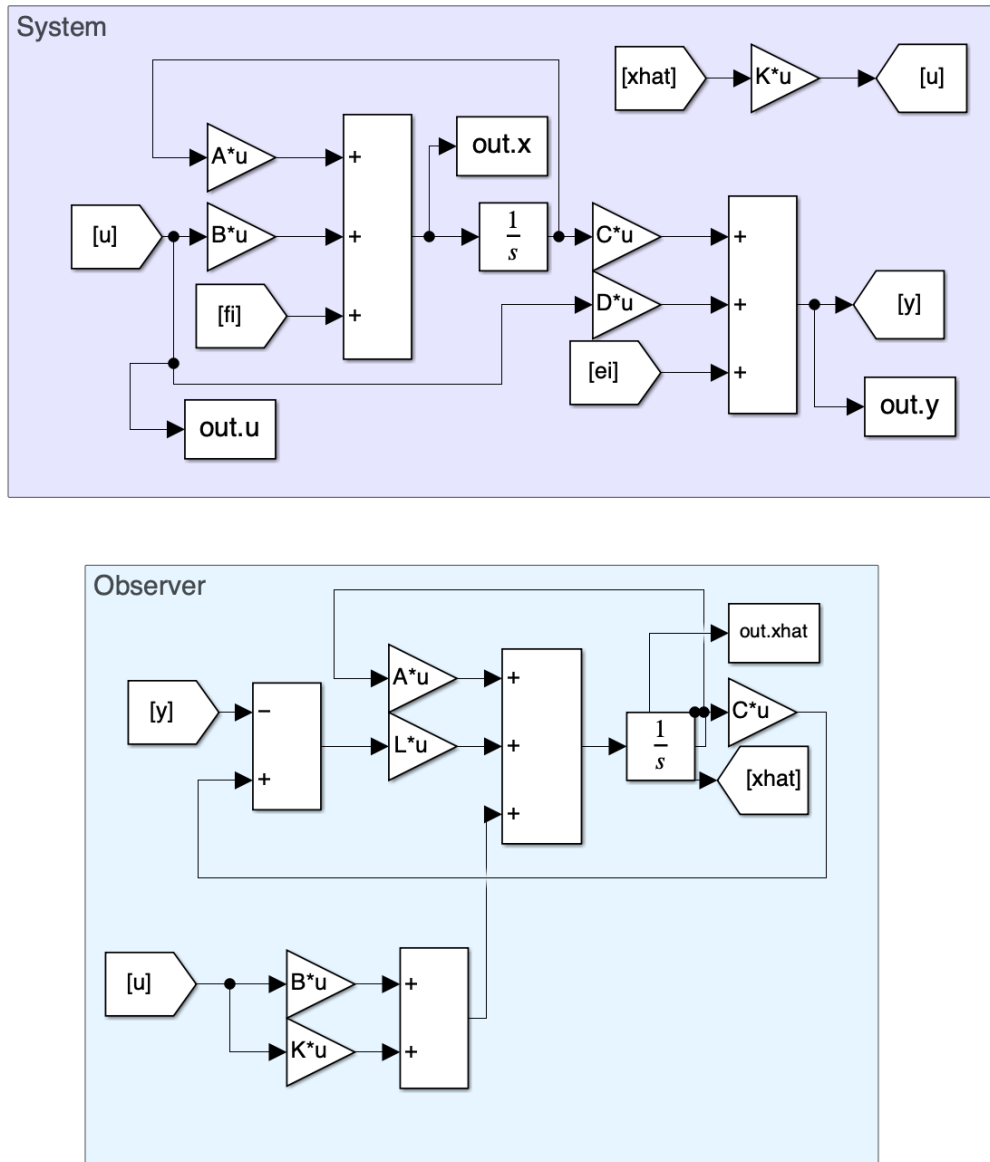 System
[xhat]
K*u
[u]
A*u
+
out.x
[u]
B*u
+
1
s
C*u
+
[fi]
+
D*u
+
[y]
[ei]
+
out.u
out.y
Observer
out.xhat
A*u
+
[y]
−
C*u
L*u
+
1
s
+
[xhat]
+
[u]
B*u
+
K*u
+